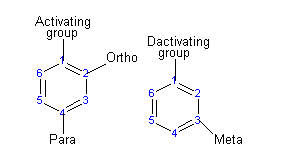 Activating
group
Ortho
1
2
3
4
5
6
Para
Dactivating
group
1
2
3
4
5
6
Meta